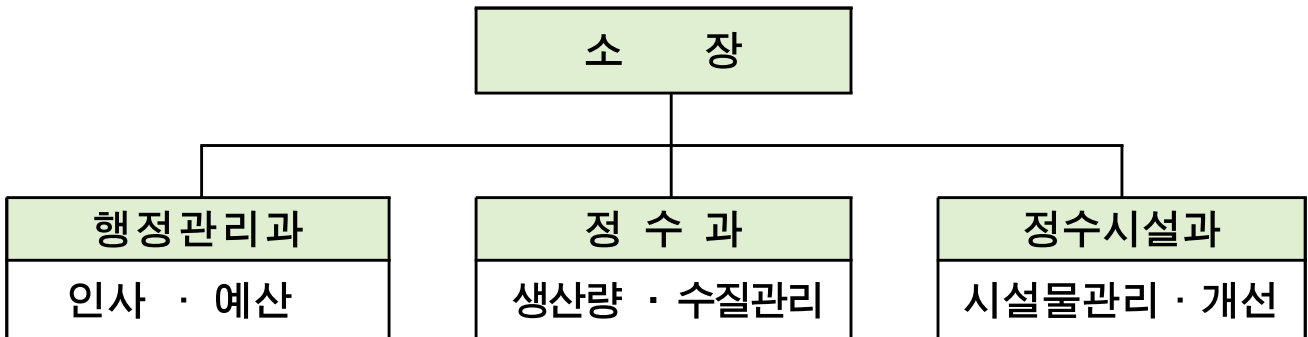 소 장
행정관리과
인사 · 예산
정 수 과
생산량 · 수질관리
정수시설과
시설물관리 · 개선